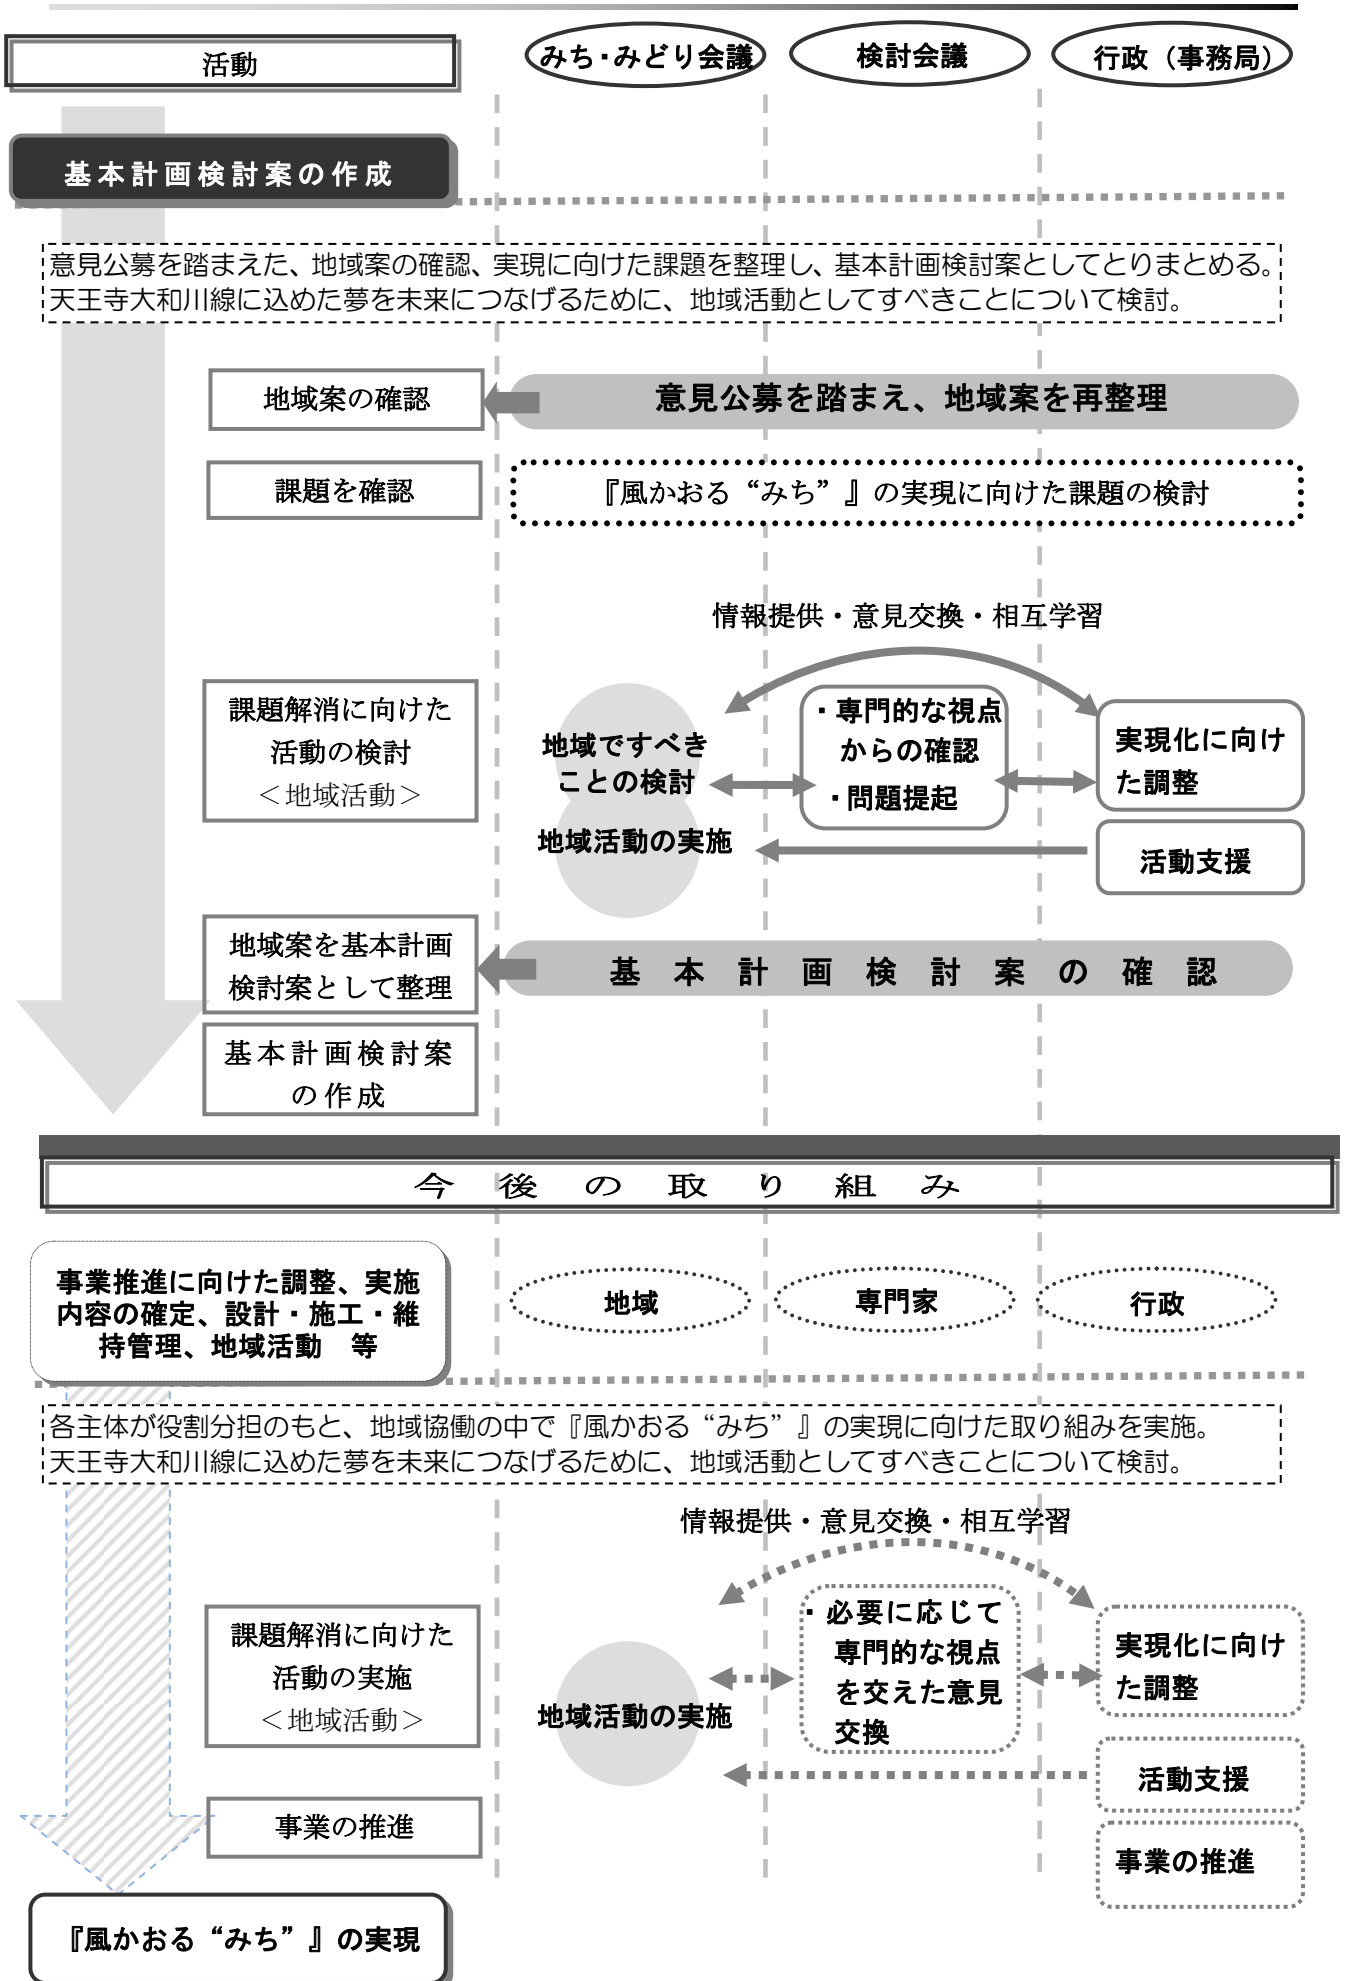 活動
みち・みどり会議
検討会議
行政（事務局）
基本計画検討案の作成
意見公募を踏まえた、地域案の確認、実現に向けた課題を整理し、基本計画検討案としてとりまとめる。
天王寺大和川線に込めた夢を未来につなげるために、地域活動としてすべきことについて検討。
地域案の確認
意見公募を踏まえ、地域案を再整理
課題を確認
『風かおる“みち”』の実現に向けた課題の検討
情報提供・意見交換・相互学習
課題解消に向けた
活動の検討
＜地域活動＞
地域ですべき
ことの検討
地域活動の実施
・専門的な視点
からの確認
・問題提起
実現化に向け
た調整
活動支援
地域案を基本計画
検討案として整理
基本計画検討案の確認
基本計画検討案
の作成
今後の取り組み
事業推進に向けた調整、実施
内容の確定、設計・施工・維
持管理、地域活動　等
地域
専門家
行政
各主体が役割分担のもと、地域協働の中で『風かおる“みち”』の実現に向けた取り組みを実施。
天王寺大和川線に込めた夢を未来につなげるために、地域活動としてすべきことについて検討。
情報提供・意見交換・相互学習
課題解消に向けた
活動の実施
＜地域活動＞
地域活動の実施
・必要に応じて
専門的な視点
を交えた意見
交換
実現化に向け
た調整
活動支援
事業の推進
事業の推進
『風かおる“みち”』の実現